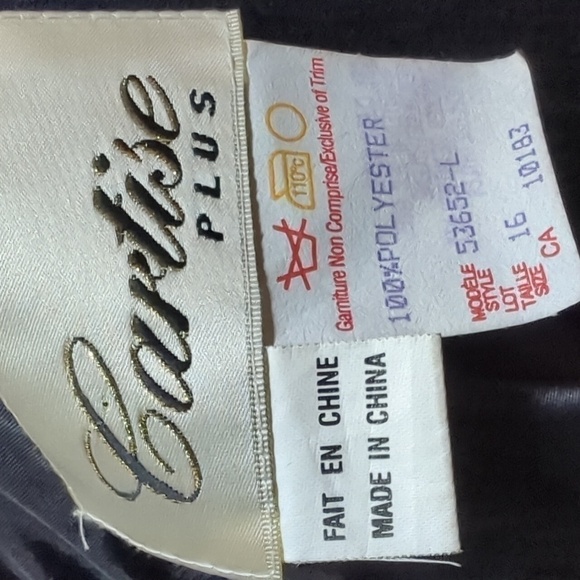 Cartise
PLUS
110°C
Garniture Non Comprise/Exclusive of Trim
100%POLYESTER
MODÈLE
STYLE 53652-L
LOT
TAILLE
SIZE 16 10183
CA
FAIT EN CHINE
MADE IN CHINA